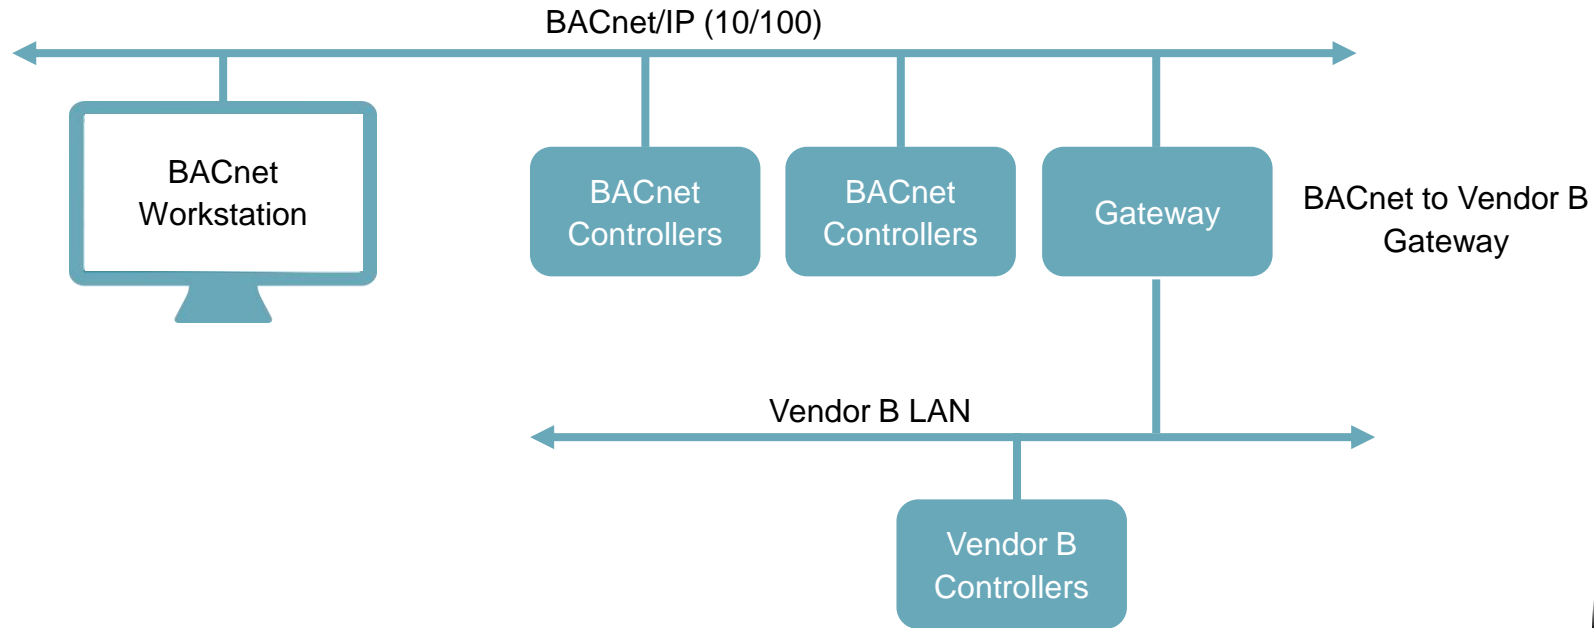 BACnet/IP (10/100)
BACnet
Workstation
BACnet
Controllers
BACnet
Controllers
Gateway
BACnet to Vendor B
Gateway
Vendor B LAN
Vendor B
Controllers